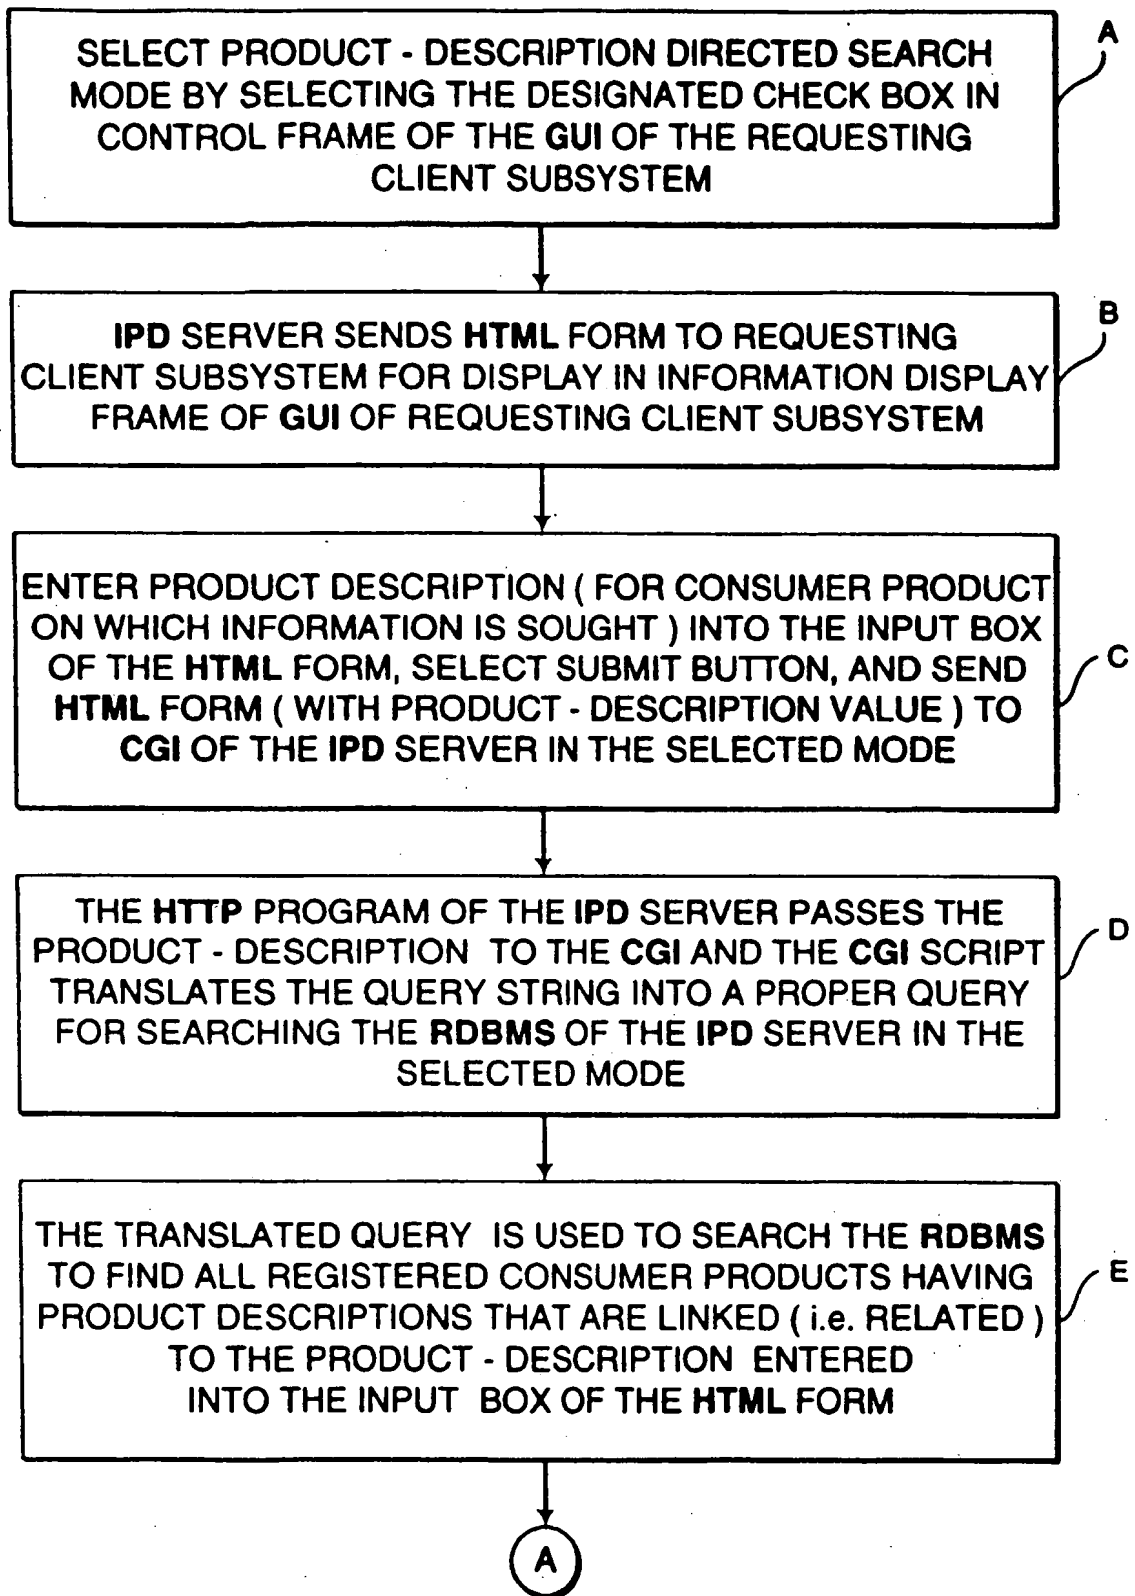 SELECT PRODUCT - DESCRIPTION DIRECTED SEARCH
MODE BY SELECTING THE DESIGNATED CHECK BOX IN
CONTROL FRAME OF THE GUI OF THE REQUESTING
CLIENT SUBSYSTEM
A
IPD SERVER SENDS HTML FORM TO REQUESTING
CLIENT SUBSYSTEM FOR DISPLAY IN INFORMATION DISPLAY
FRAME OF GUI OF REQUESTING CLIENT SUBSYSTEM
B
ENTER PRODUCT DESCRIPTION ( FOR CONSUMER PRODUCT
ON WHICH INFORMATION IS SOUGHT ) INTO THE INPUT BOX
OF THE HTML FORM, SELECT SUBMIT BUTTON, AND SEND
HTML FORM ( WITH PRODUCT - DESCRIPTION VALUE ) TO
CGI OF THE IPD SERVER IN THE SELECTED MODE
C
THE HTTP PROGRAM OF THE IPD SERVER PASSES THE
PRODUCT - DESCRIPTION TO THE CGI AND THE CGI SCRIPT
TRANSLATES THE QUERY STRING INTO A PROPER QUERY
FOR SEARCHING THE RDBMS OF THE IPD SERVER IN THE
SELECTED MODE
D
THE TRANSLATED QUERY IS USED TO SEARCH THE RDBMS
TO FIND ALL REGISTERED CONSUMER PRODUCTS HAVING
PRODUCT DESCRIPTIONS THAT ARE LINKED ( i.e. RELATED )
TO THE PRODUCT - DESCRIPTION ENTERED
INTO THE INPUT BOX OF THE HTML FORM
E
A